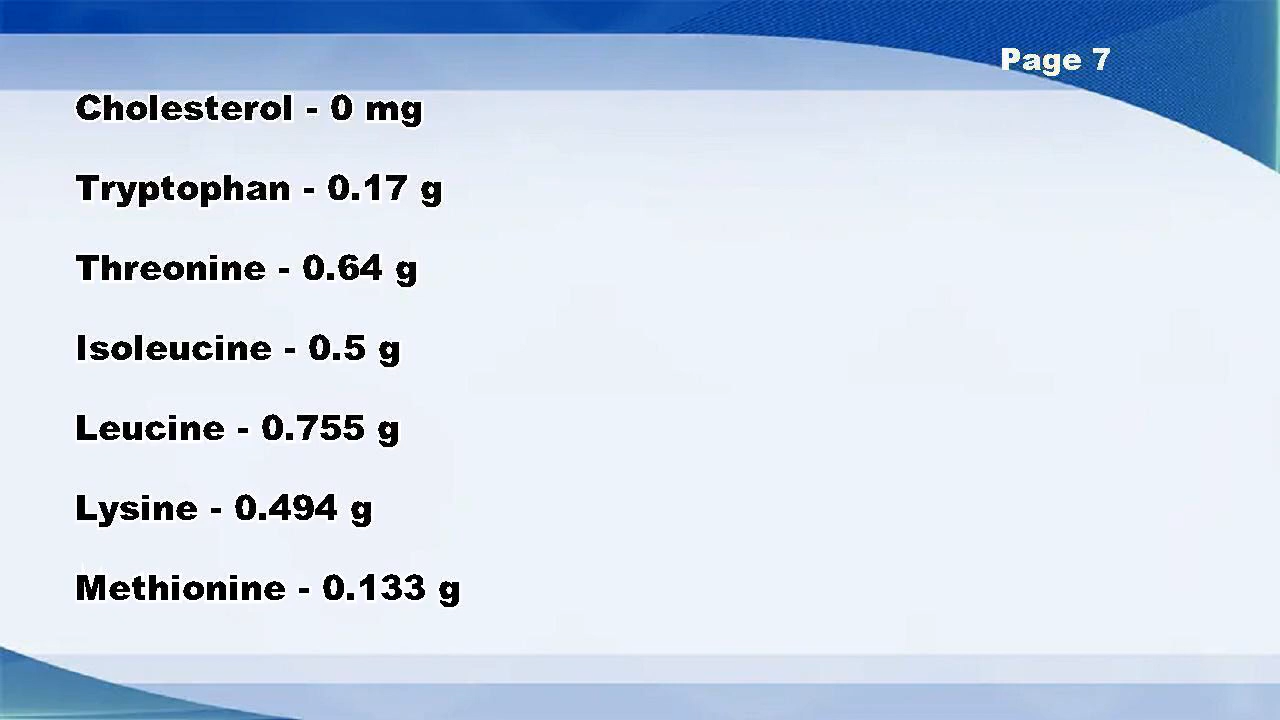 Page 7
Cholesterol - 0 mg
Tryptophan - 0.17 g
Threonine - 0.64 g
Isoleucine - 0.5 g
Leucine - 0.755 g
Lysine - 0.494 g
Methionine - 0.133 g